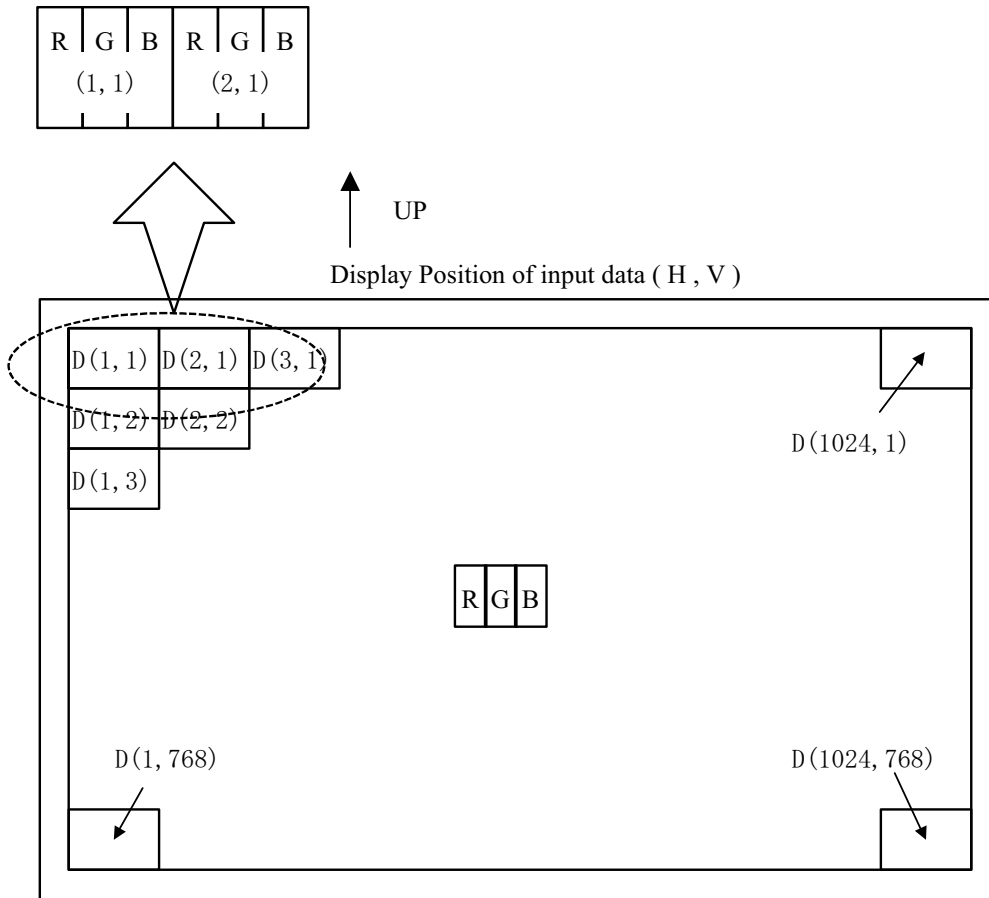 R G B R G B
(1,1) (2,1)
UP
Display Position of input data ( H , V )
D(1,1) D(2,1) D(3,1)
D(1,2) D(2,2)
D(1024,1)
D(1,3)
R G B
D(1,768) D(1024,768)